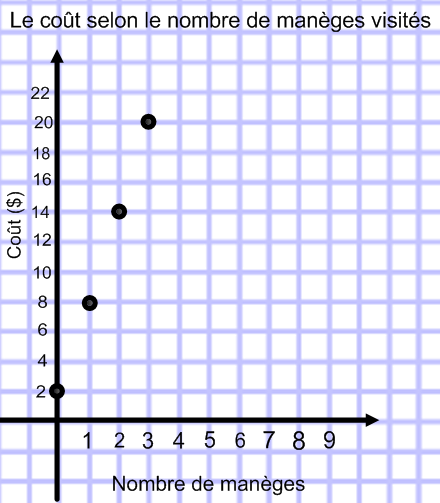 Le coût selon le nombre de manèges visités
22
20
18
16
14
12
10
8
6
4
2
Coût ($)
1 2 3 4 5 6 7 8 9
Nombre de manèges